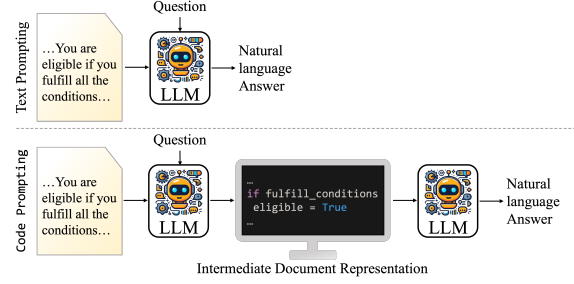 Text Prompting
Question
…You are
eligible if you
fulfill all the
conditions…
LLM
Natural
language
Answer
Code Prompting
Question
…You are
eligible if you
fulfill all the
conditions…
LLM
…
if fulfill_conditions
eligible = True
…
LLM
Natural
language
Answer
Intermediate Document Representation